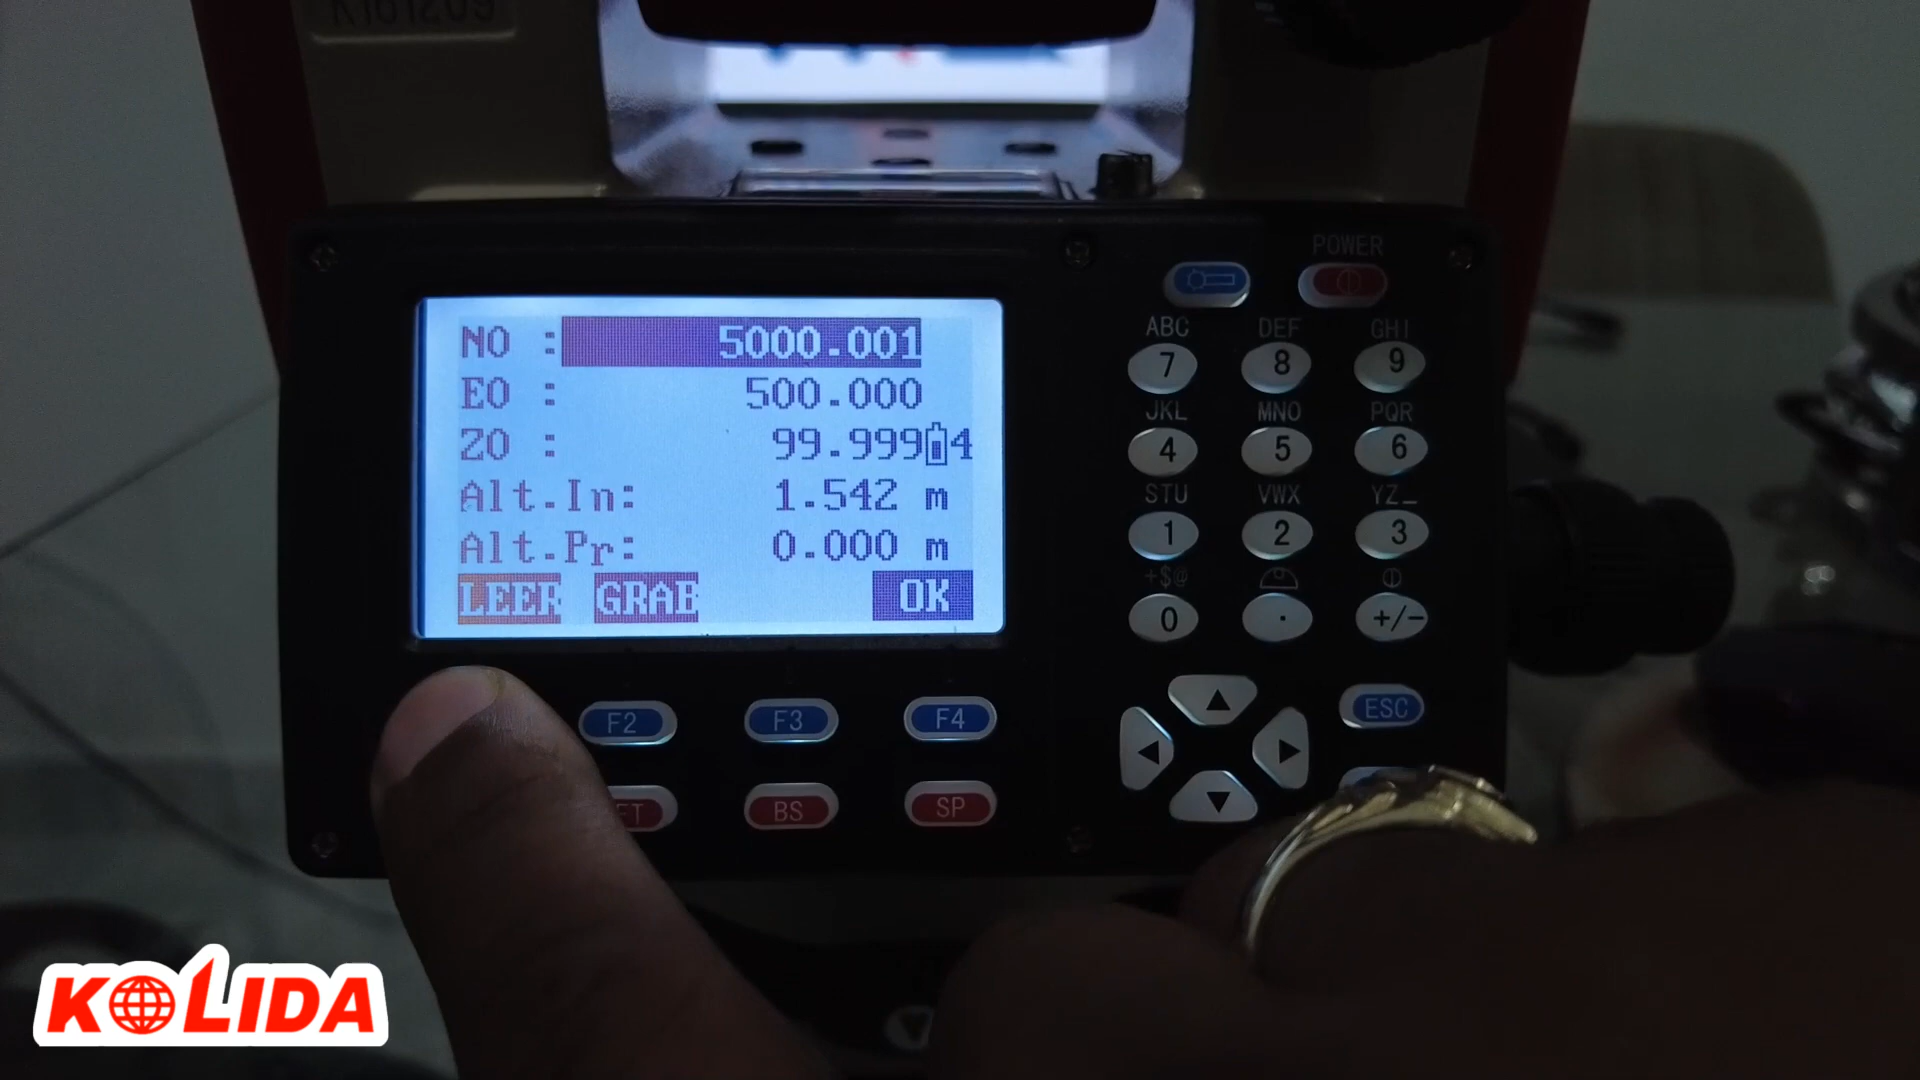 K161209
POWER
NO : 5000.001
EO : 500.000
ZO : 99.999 4
Alt.In: 1.542 m
Alt.Pr: 0.000 m
LEER GRAB OK
ABC DEF GHI
7 8 9
JKL MNO PQR
4 5 6
STU VWX YZ_
1 2 3
+$@
0 . +/-
F2 F3 F4
ESC
BS SP
KOLIDA